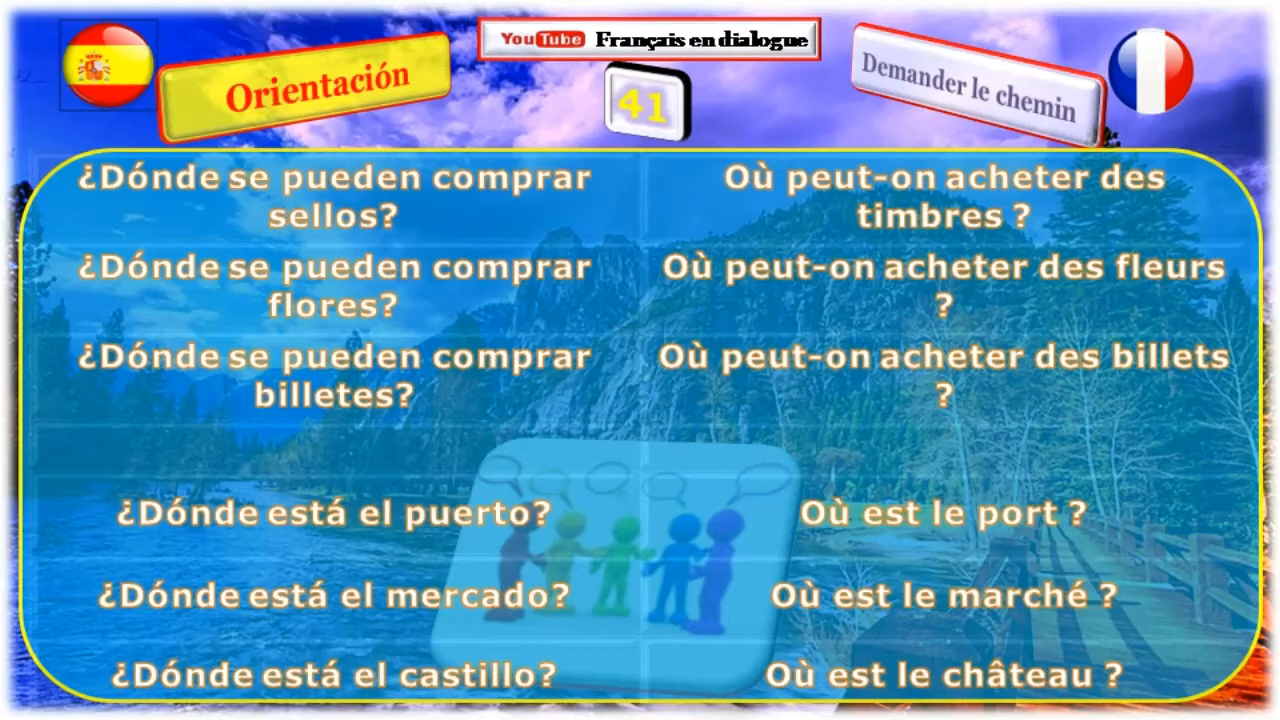 YouTube Français en dialogue
Orientación
41
Demander le chemin
¿Dónde se pueden comprar
sellos?
Où peut-on acheter des
timbres ?
¿Dónde se pueden comprar
flores?
Où peut-on acheter des fleurs
?
¿Dónde se pueden comprar
billetes?
Où peut-on acheter des billets
?
¿Dónde está el puerto?
Où est le port ?
¿Dónde está el mercado?
Où est le marché ?
¿Dónde está el castillo?
Où est le château ?